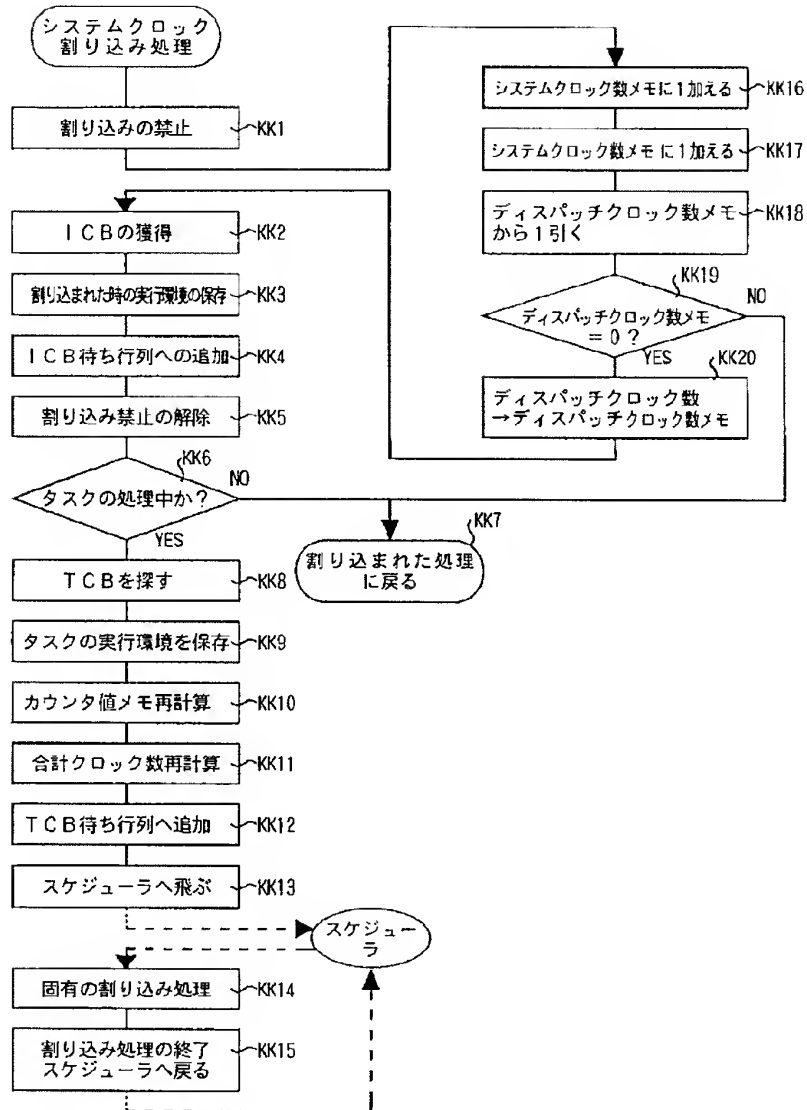 システムクロック
割り込み処理
割り込みの禁止
KK1
システムクロック数メモに1加える
KK16
システムクロック数メモに1加える
KK17
ディスパッチクロック数メモ
から1引く
KK18
KK19
ディスパッチクロック数メモ
=0?
NO
YES
KK20
ディスパッチクロック数
→ディスパッチクロック数メモ
ICBの獲得
KK2
割り込まれた時の実行環境の保存
KK3
ICB待ち行列への追加
KK4
割り込み禁止の解除
KK5
KK6
タスクの処理中か?
NO
YES
KK7
割り込まれた処理
に戻る
TCBを探す
KK8
タスクの実行環境を保存
KK9
カウンタ値メモ再計算
KK10
合計クロック数再計算
KK11
TCB待ち行列へ追加
KK12
スケジューラへ飛ぶ
KK13
スケジュー
ラ
固有の割り込み処理
KK14
割り込み処理の終了
スケジューラへ戻る
KK15